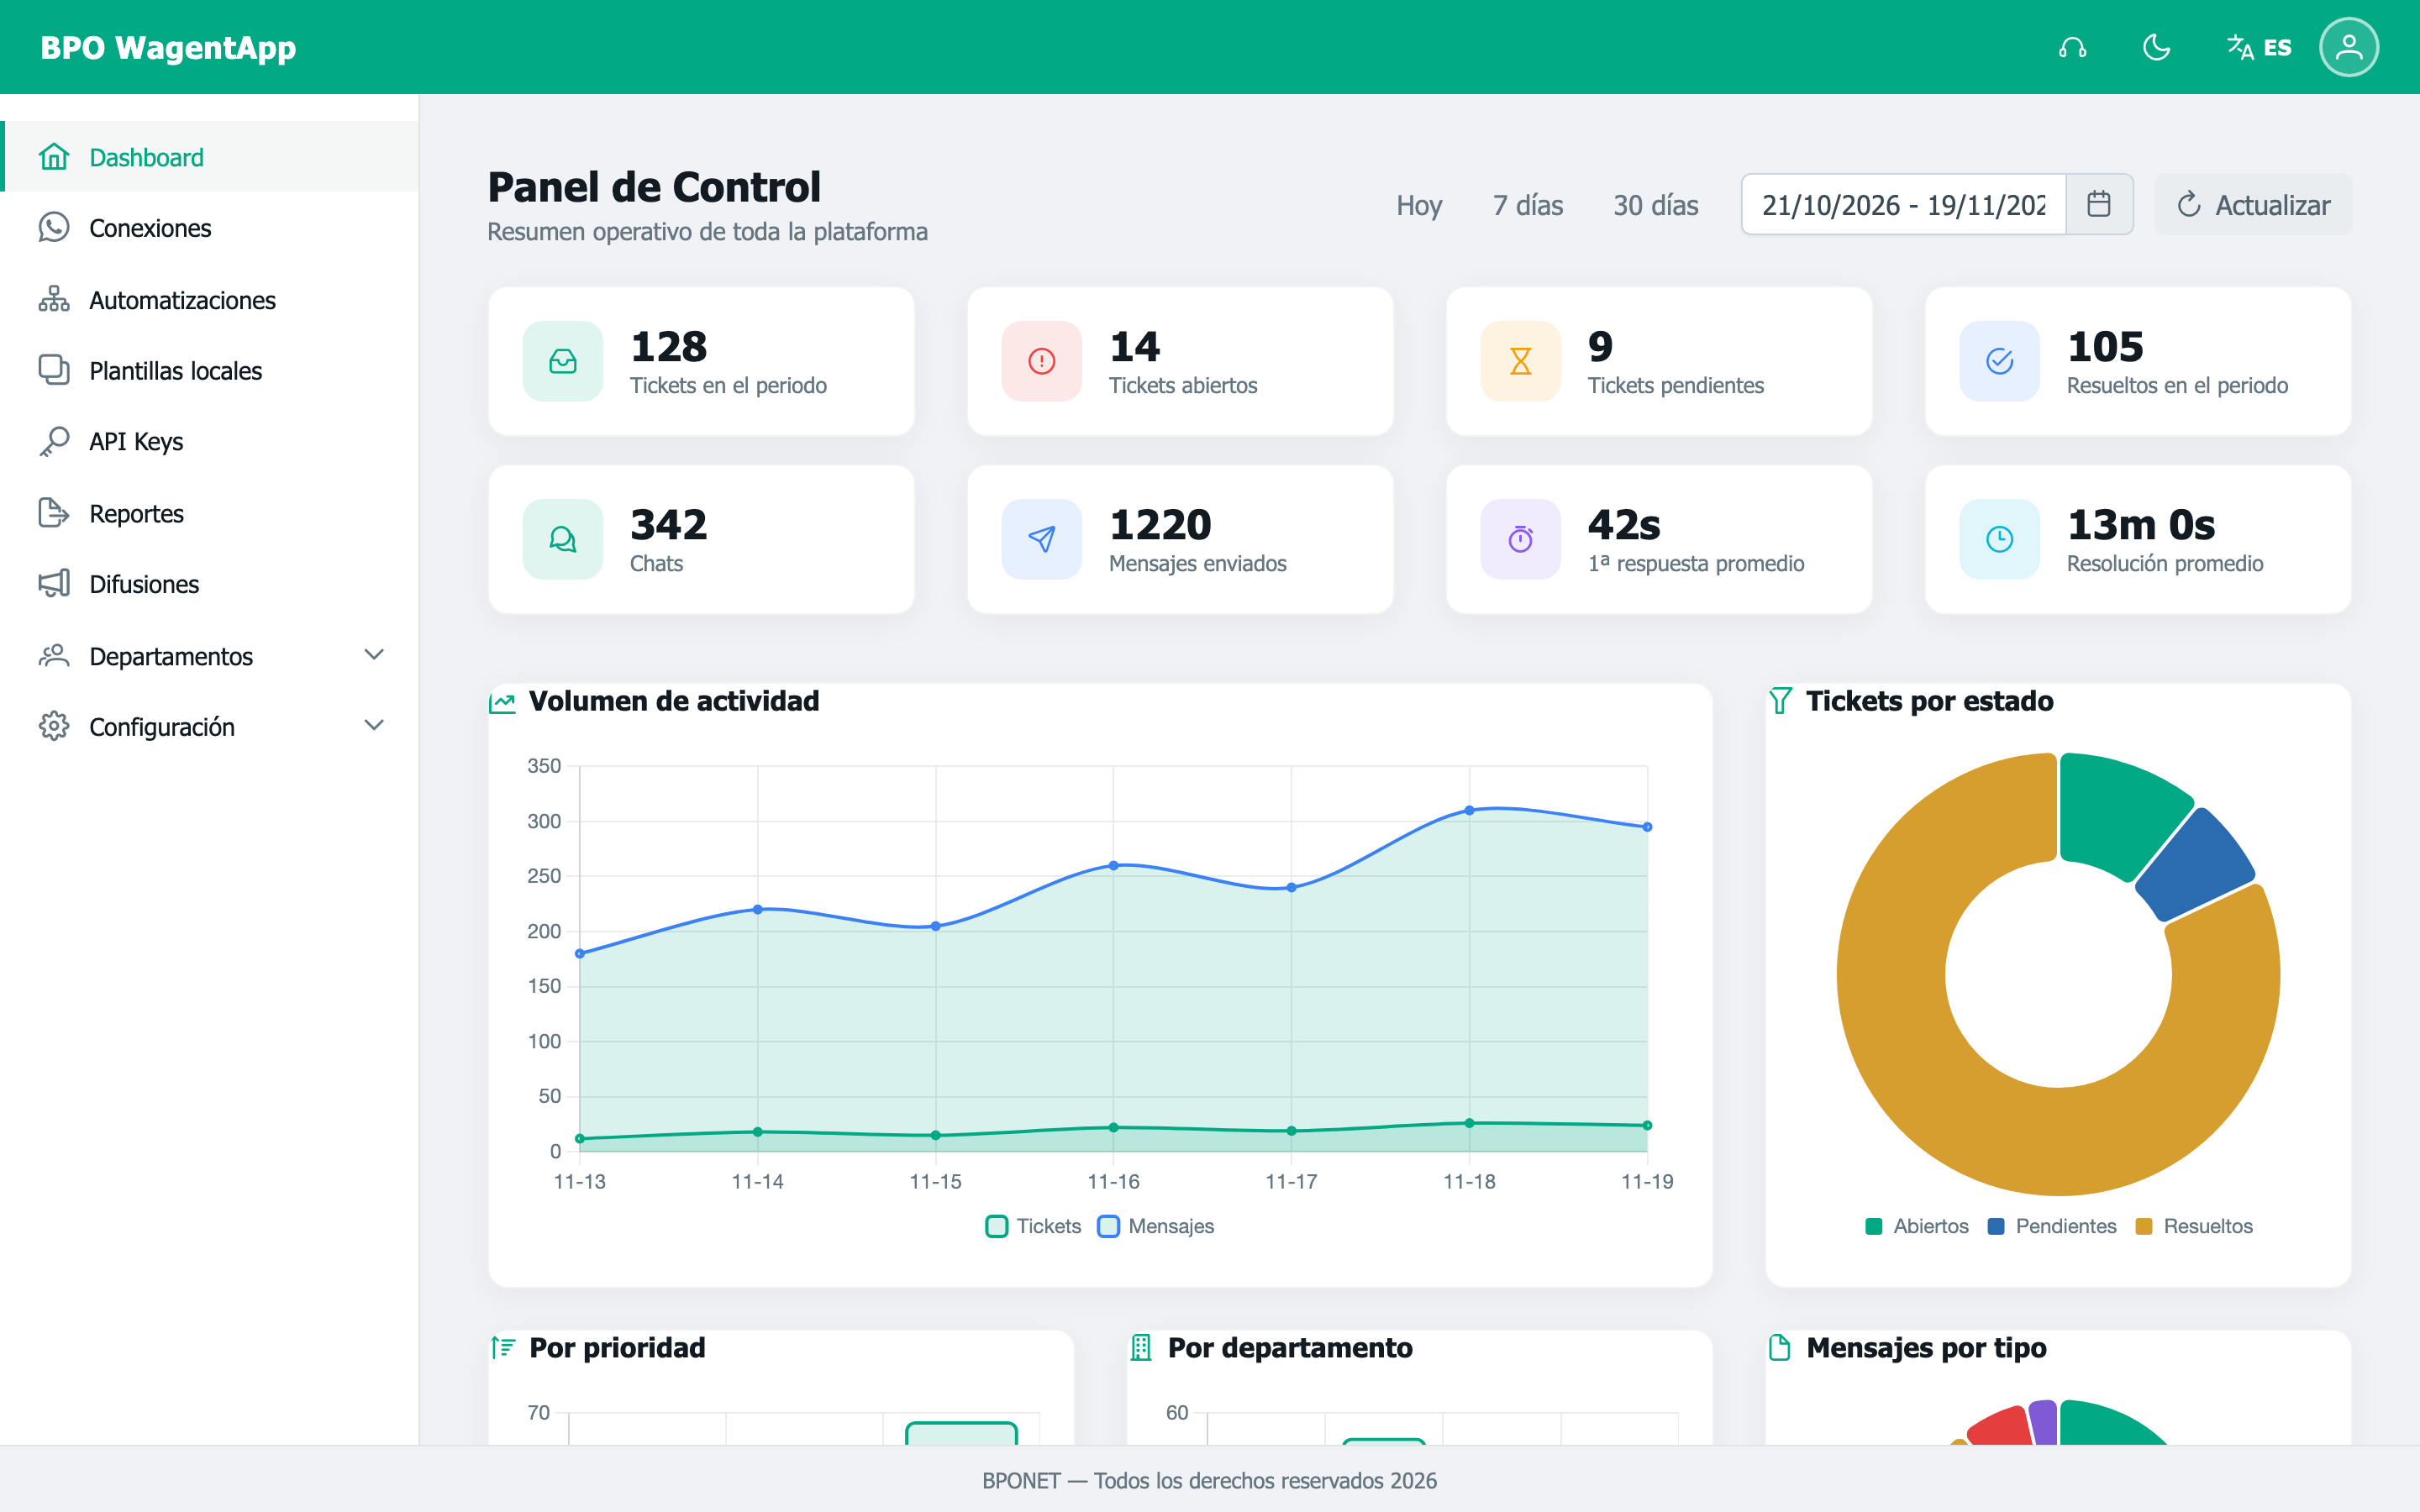 BPO WagentApp
ES
Dashboard
Conexiones
Automatizaciones
Plantillas locales
API Keys
Reportes
Difusiones
Departamentos
Configuración
Panel de Control
Resumen operativo de toda la plataforma
Hoy
7 días
30 días
21/10/2026 - 19/11/202
Actualizar
128
Tickets en el periodo
14
Tickets abiertos
9
Tickets pendientes
105
Resueltos en el periodo
342
Chats
1220
Mensajes enviados
42s
1ª respuesta promedio
13m 0s
Resolución promedio
Volumen de actividad
350
300
250
200
150
100
50
0
11-13
11-14
11-15
11-16
11-17
11-18
11-19
Tickets
Mensajes
Tickets por estado
Abiertos
Pendientes
Resueltos
Por prioridad
70
Por departamento
60
Mensajes por tipo
BPONET — Todos los derechos reservados 2026